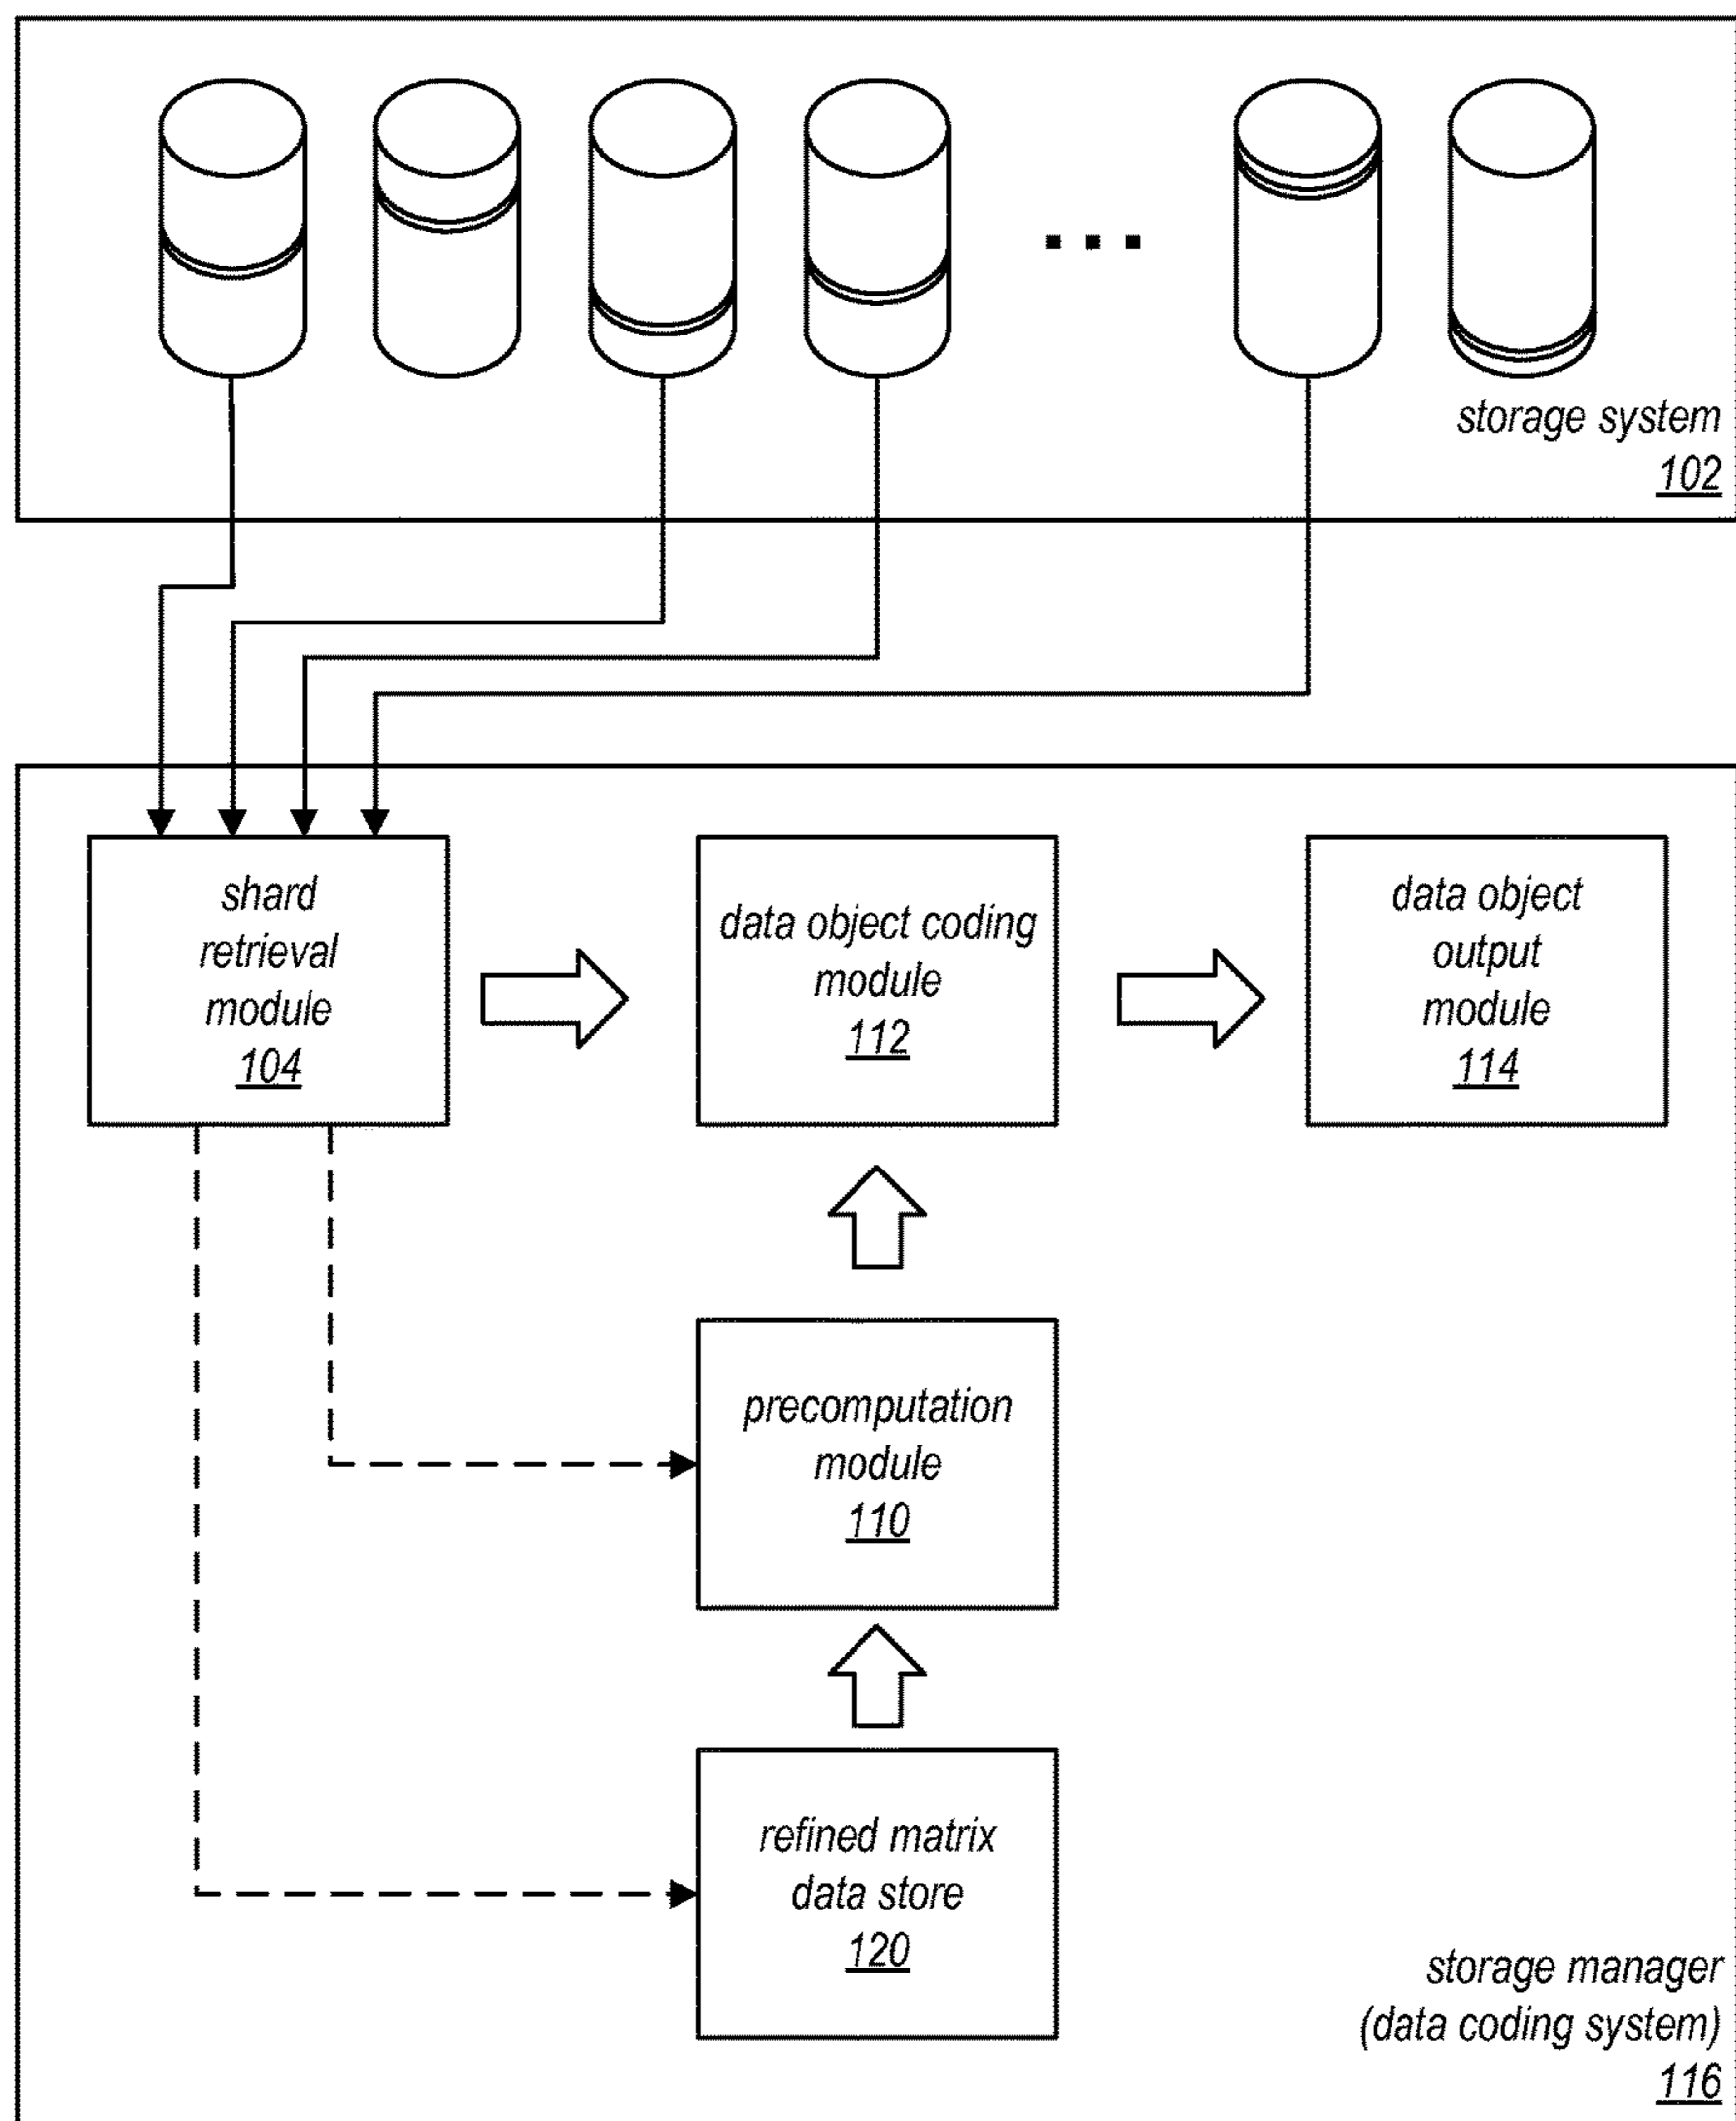 storage system
102
shard
retrieval
module
104
data object coding
module
112
data object
output
module
114
precomputation
module
110
refined matrix
data store
120
storage manager
(data coding system)
116